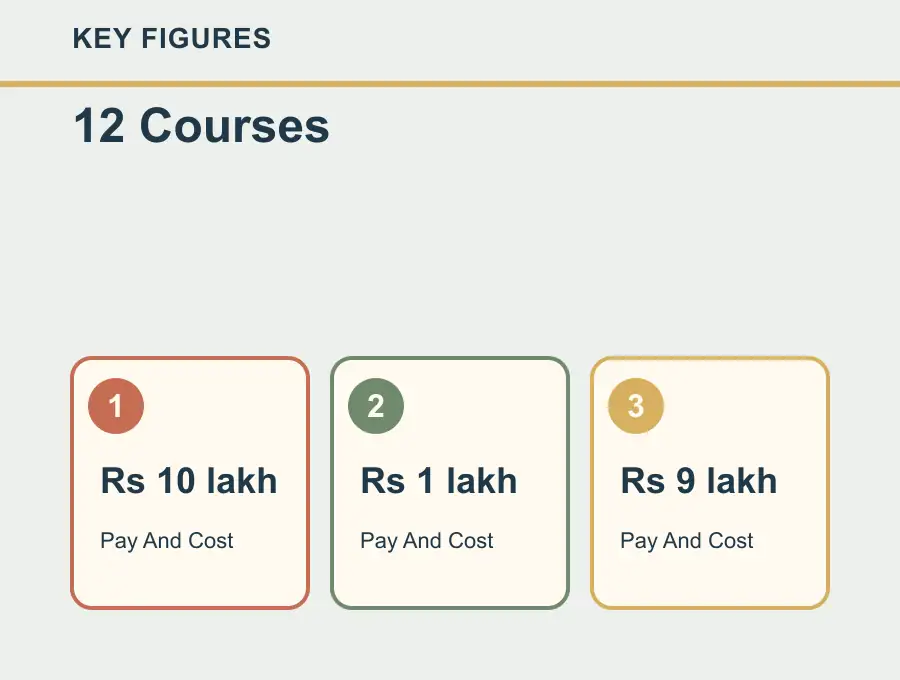 KEY FIGURES
12 Courses
1
Rs 10 lakh
Pay And Cost
2
Rs 1 lakh
Pay And Cost
3
Rs 9 lakh
Pay And Cost